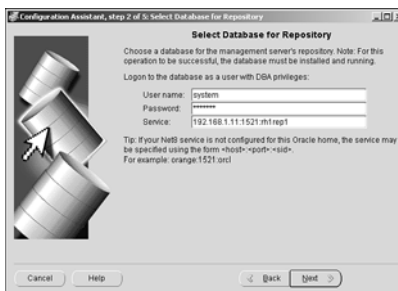 Configuration Assistant, step 2 of 5: Select Database for Repository
Select Database for Repository
Choose a database for the management server's repository. Note: For this
operation to be successful, the database must be installed and running.
Logon to the database as a user with DBA privileges:
User name: system
Password: ******
Service: 192.168.1.11:1521:rh1rep1
Tip: If your Net8 service is not configured for this Oracle home, the service may
be specified using the form <host>:<port>:<sid>.
For example: orange:1521:orcl
Cancel Help Back Next